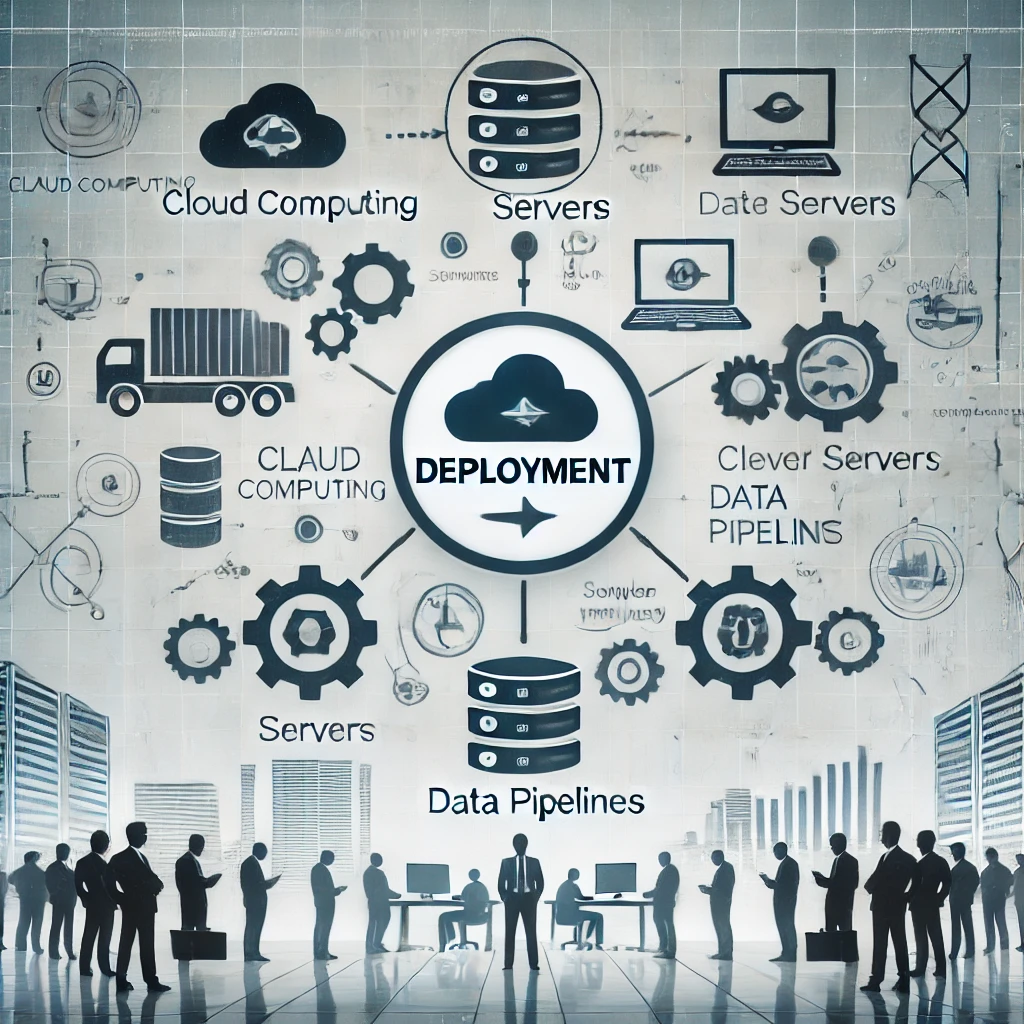 Cloud Computing
Servers
Date Servers
CLAUD COMPUTING
DEPLOYMENT
CLAUD
COMPUTING
Clever Servers
DATA
PIPELINS
Servers
Data Pipelines